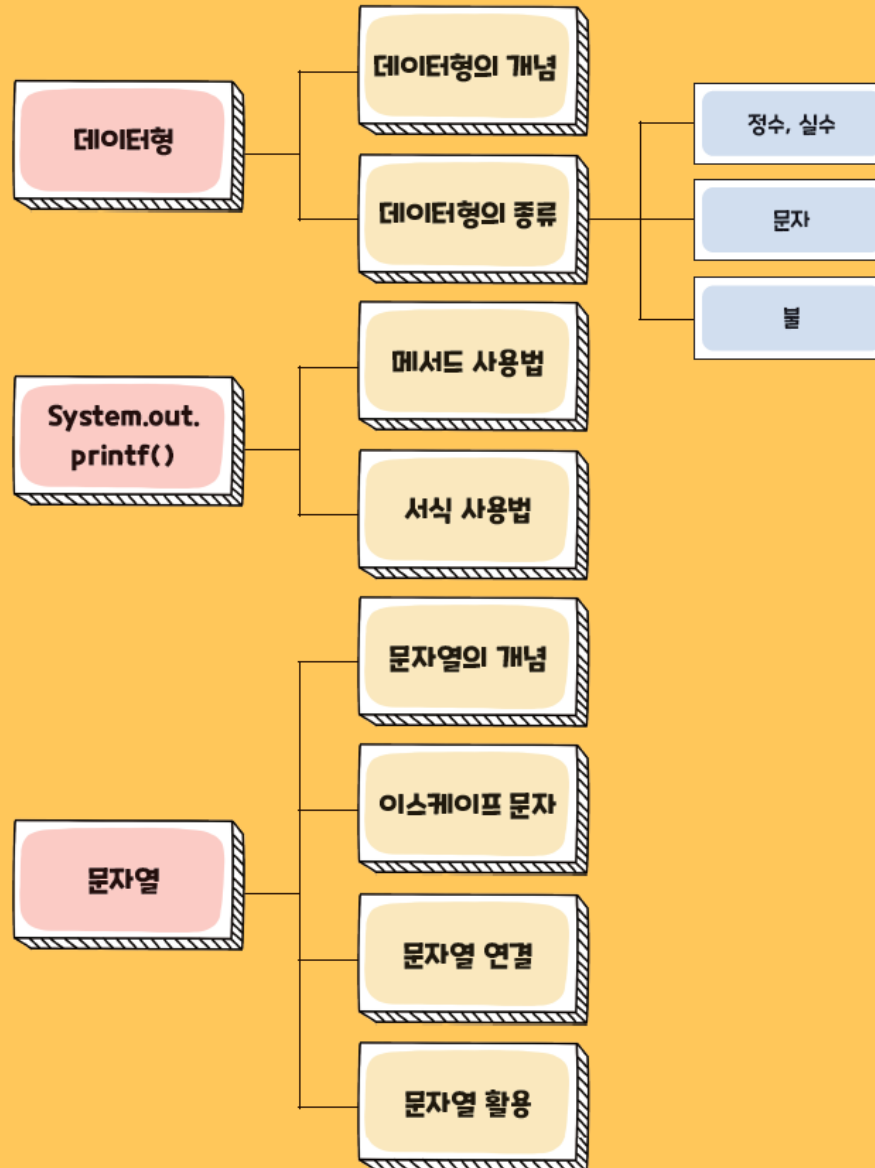 데이터형
데이터형의 개념
데이터형의 종류
정수, 실수
문자
불
System.out.
printf()
메서드 사용법
서식 사용법
문자열
문자열의 개념
이스케이프 문자
문자열 연결
문자열 활용